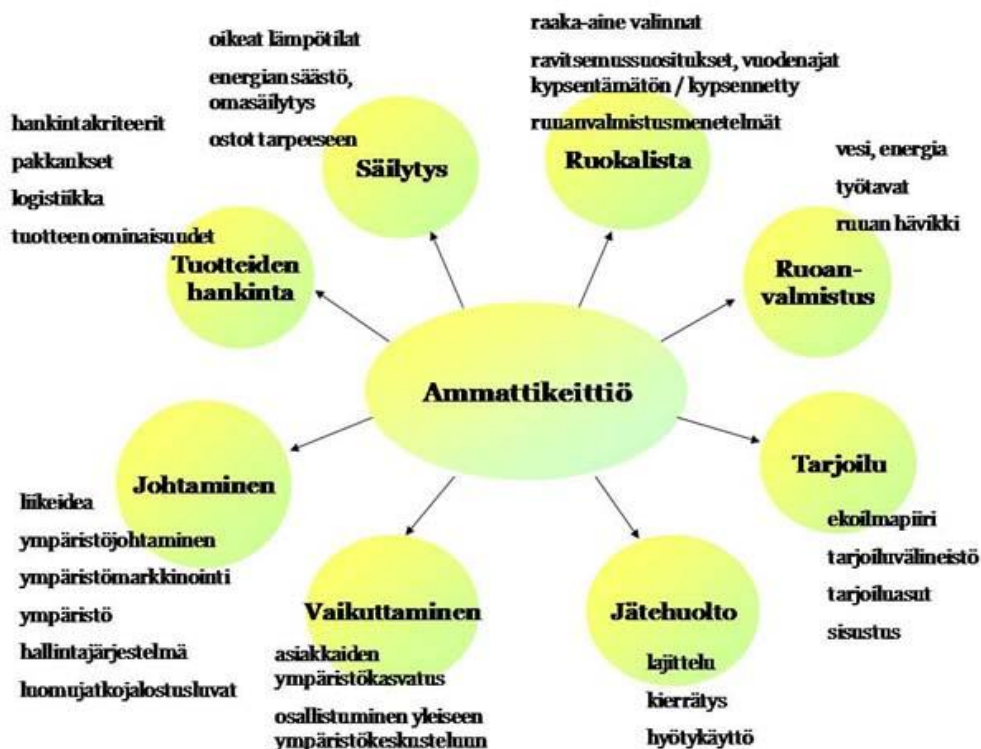 oikeat lämpötilat
energian säästö,
omasäilytys
ostot tarpeeseen
Säilytys
raaka-aine valinnat
ravitsemussuositukset, vuodenajat
kypsentämätön / kypsennetty
ruuanvalmistusmenetelmät
Ruokalista
hankintakriteerit
pakkaukset
logistiikka
tuotteen ominaisuudet
Tuotteiden
hankinta
vesi, energia
työtavat
ruuan hävikki
Ruoan-
valmistus
Ammattikeittiö
Johtaminen
liikeidea
ympäristöjohtaminen
ympäristömarkkinointi
ympäristö
hallintajärjestelmä
luomujatkojalostusluvat
Tarjoilu
ekoilmapiiri
tarjoiluvälineistö
tarjoiluasut
sisustus
Vaikuttaminen
asiakkaiden
ympäristökasvatus
osallistuminen yleiseen
ympäristökeskusteluun
Jätehuolto
lajittelu
kierrätys
hyötykäyttö